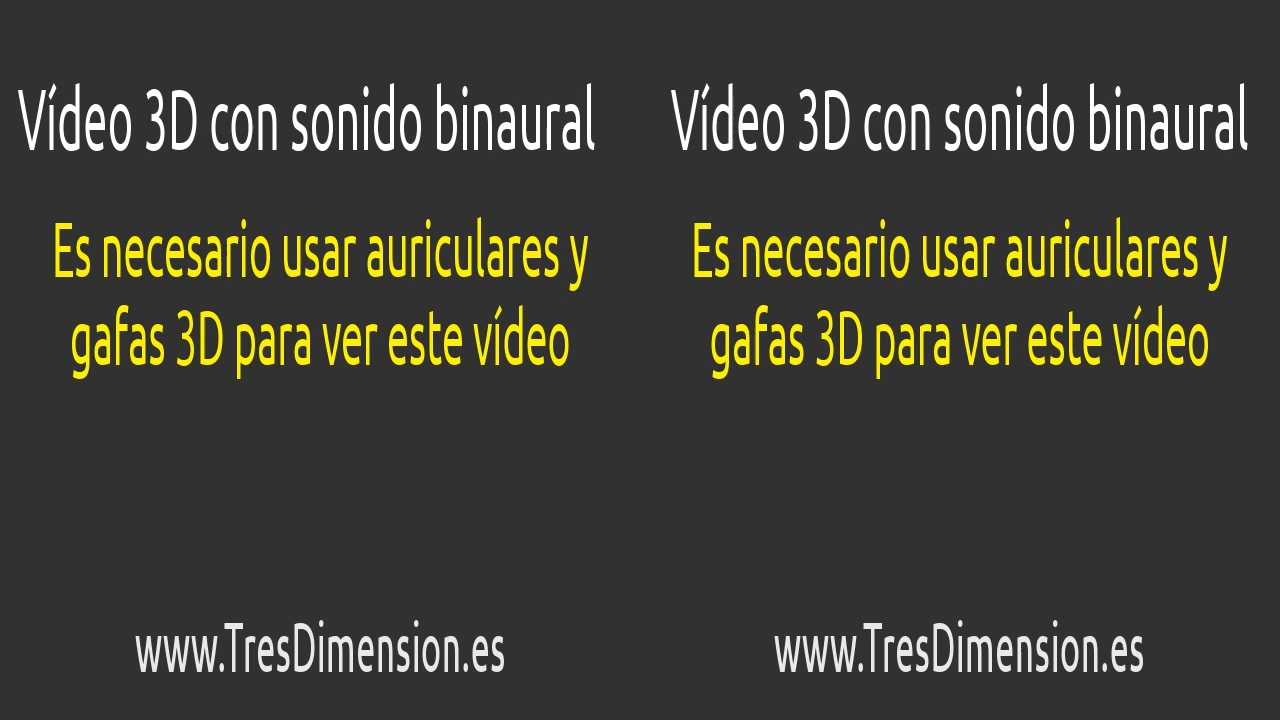 Vídeo 3D con sonido binaural
Es necesario usar auriculares y
gafas 3D para ver este vídeo
www.TresDimension.es
Vídeo 3D con sonido binaural
Es necesario usar auriculares y
gafas 3D para ver este vídeo
www.TresDimension.es